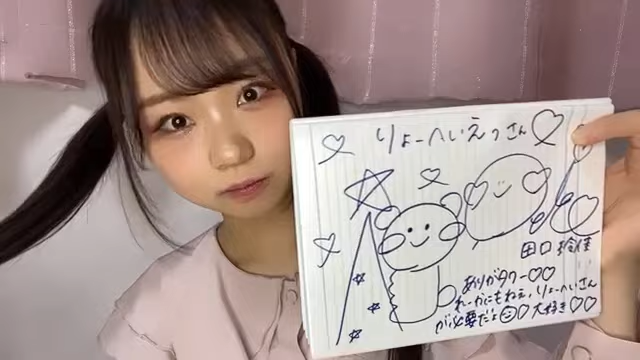 りょーへいえっさん
田口 玲佳
ありがタワー♡♡
れーかにもねぇ、りょーへいさん
が必要だよ☺♡大好き♡♡